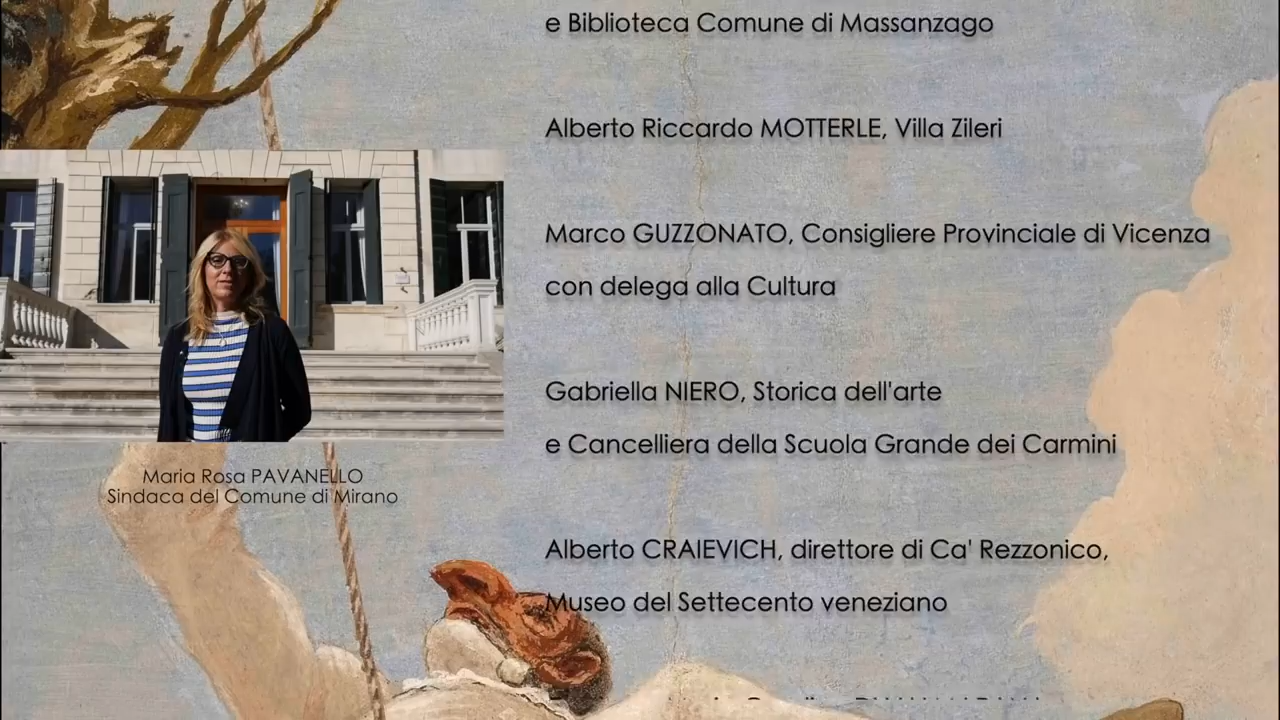 e Biblioteca Comune di Massanzago
Alberto Riccardo MOTTERLE, Villa Zileri
Marco GUZZONATO, Consigliere Provinciale di Vicenza
con delega alla Cultura
Gabriella NIERO, Storica dell'arte
e Cancelliera della Scuola Grande dei Carmini
Alberto CRAIEVICH, direttore di Ca' Rezzonico,
Museo del Settecento veneziano
Maria Rosa PAVANELLO
Sindaca del Comune di Mirano